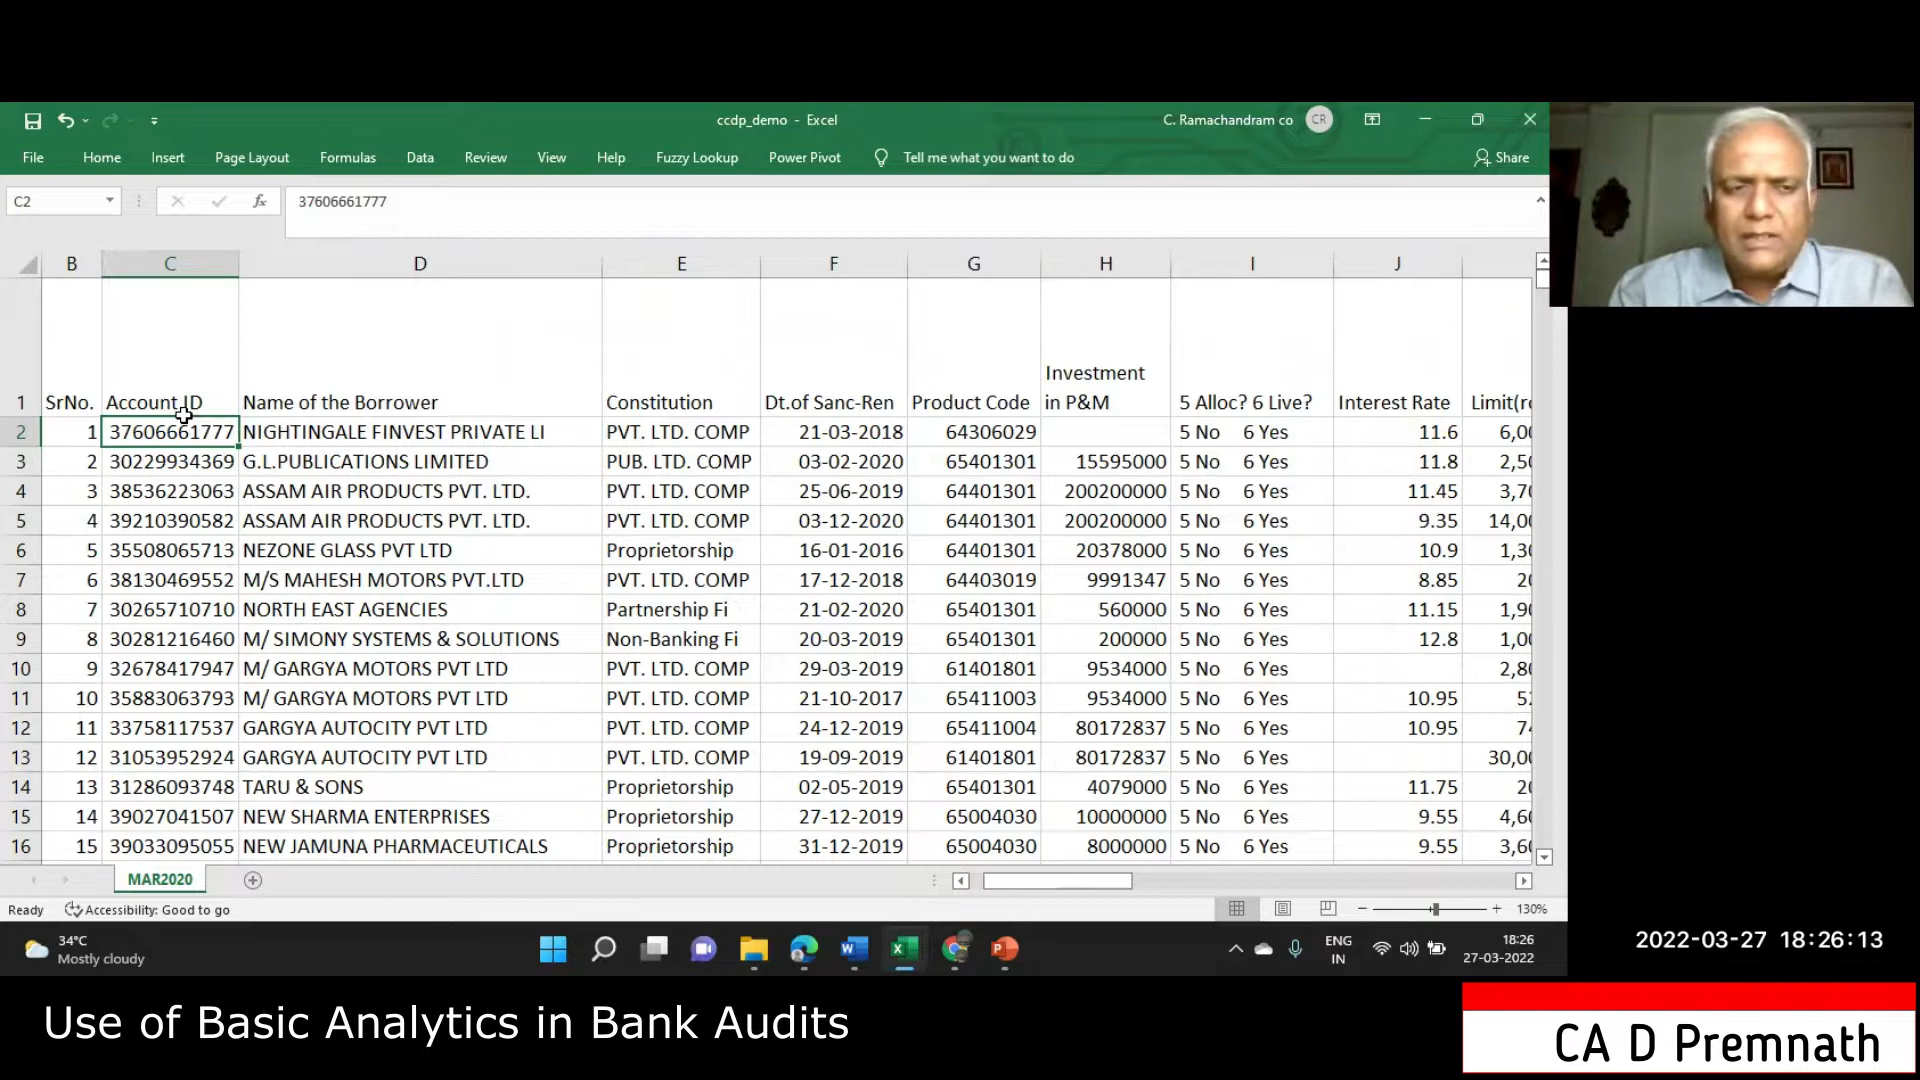 ccdp_demo - Excel
C. Ramachandram co CR
File Home Insert Page Layout Formulas Data Review View Help Fuzzy Lookup Power Pivot Tell me what you want to do Share
C2 fx 37606661777
B C D E F G H I J
1 SrNo. Account ID Name of the Borrower Constitution Dt.of Sanc-Ren Product Code Investment in P&M 5 Alloc? 6 Live? Interest Rate
2 1 37606661777 NIGHTINGALE FINVEST PRIVATE LI PVT. LTD. COMP 21-03-2018 64306029 5 No 6 Yes 11.6
3 2 30229934369 G.L.PUBLICATIONS LIMITED PUB. LTD. COMP 03-02-2020 65401301 15595000 5 No 6 Yes 11.8
4 3 38536223063 ASSAM AIR PRODUCTS PVT. LTD. PVT. LTD. COMP 25-06-2019 64401301 200200000 5 No 6 Yes 11.45
5 4 39210390582 ASSAM AIR PRODUCTS PVT. LTD. PVT. LTD. COMP 03-12-2020 64401301 200200000 5 No 6 Yes 9.35
6 5 35508065713 NEZONE GLASS PVT LTD Proprietorship 16-01-2016 64401301 20378000 5 No 6 Yes 10.9
7 6 38130469552 M/S MAHESH MOTORS PVT.LTD PVT. LTD. COMP 17-12-2018 64403019 9991347 5 No 6 Yes 8.85
8 7 30265710710 NORTH EAST AGENCIES Partnership Fi 21-02-2020 65401301 560000 5 No 6 Yes 11.15
9 8 30281216460 M/ SIMONY SYSTEMS & SOLUTIONS Non-Banking Fi 20-03-2019 65401301 200000 5 No 6 Yes 12.8
10 9 32678417947 M/ GARGYA MOTORS PVT LTD PVT. LTD. COMP 29-03-2019 61401801 9534000 5 No 6 Yes
11 10 35883063793 M/ GARGYA MOTORS PVT LTD PVT. LTD. COMP 21-10-2017 65411003 9534000 5 No 6 Yes 10.95
12 11 33758117537 GARGYA AUTOCITY PVT LTD PVT. LTD. COMP 24-12-2019 65411004 80172837 5 No 6 Yes 10.95
13 12 31053952924 GARGYA AUTOCITY PVT LTD PVT. LTD. COMP 19-09-2019 61401801 80172837 5 No 6 Yes
14 13 31286093748 TARU & SONS Proprietorship 02-05-2019 65401301 4079000 5 No 6 Yes 11.75
15 14 39027041507 NEW SHARMA ENTERPRISES Proprietorship 27-12-2019 65004030 10000000 5 No 6 Yes 9.55
16 15 39033095055 NEW JAMUNA PHARMACEUTICALS Proprietorship 31-12-2019 65004030 8000000 5 No 6 Yes 9.55
MAR2020
Ready Accessibility: Good to go 130%
34°C
Mostly cloudy
ENG
IN
18:26
27-03-2022
2022-03-27 18:26:13
Use of Basic Analytics in Bank Audits
CA D Premnath